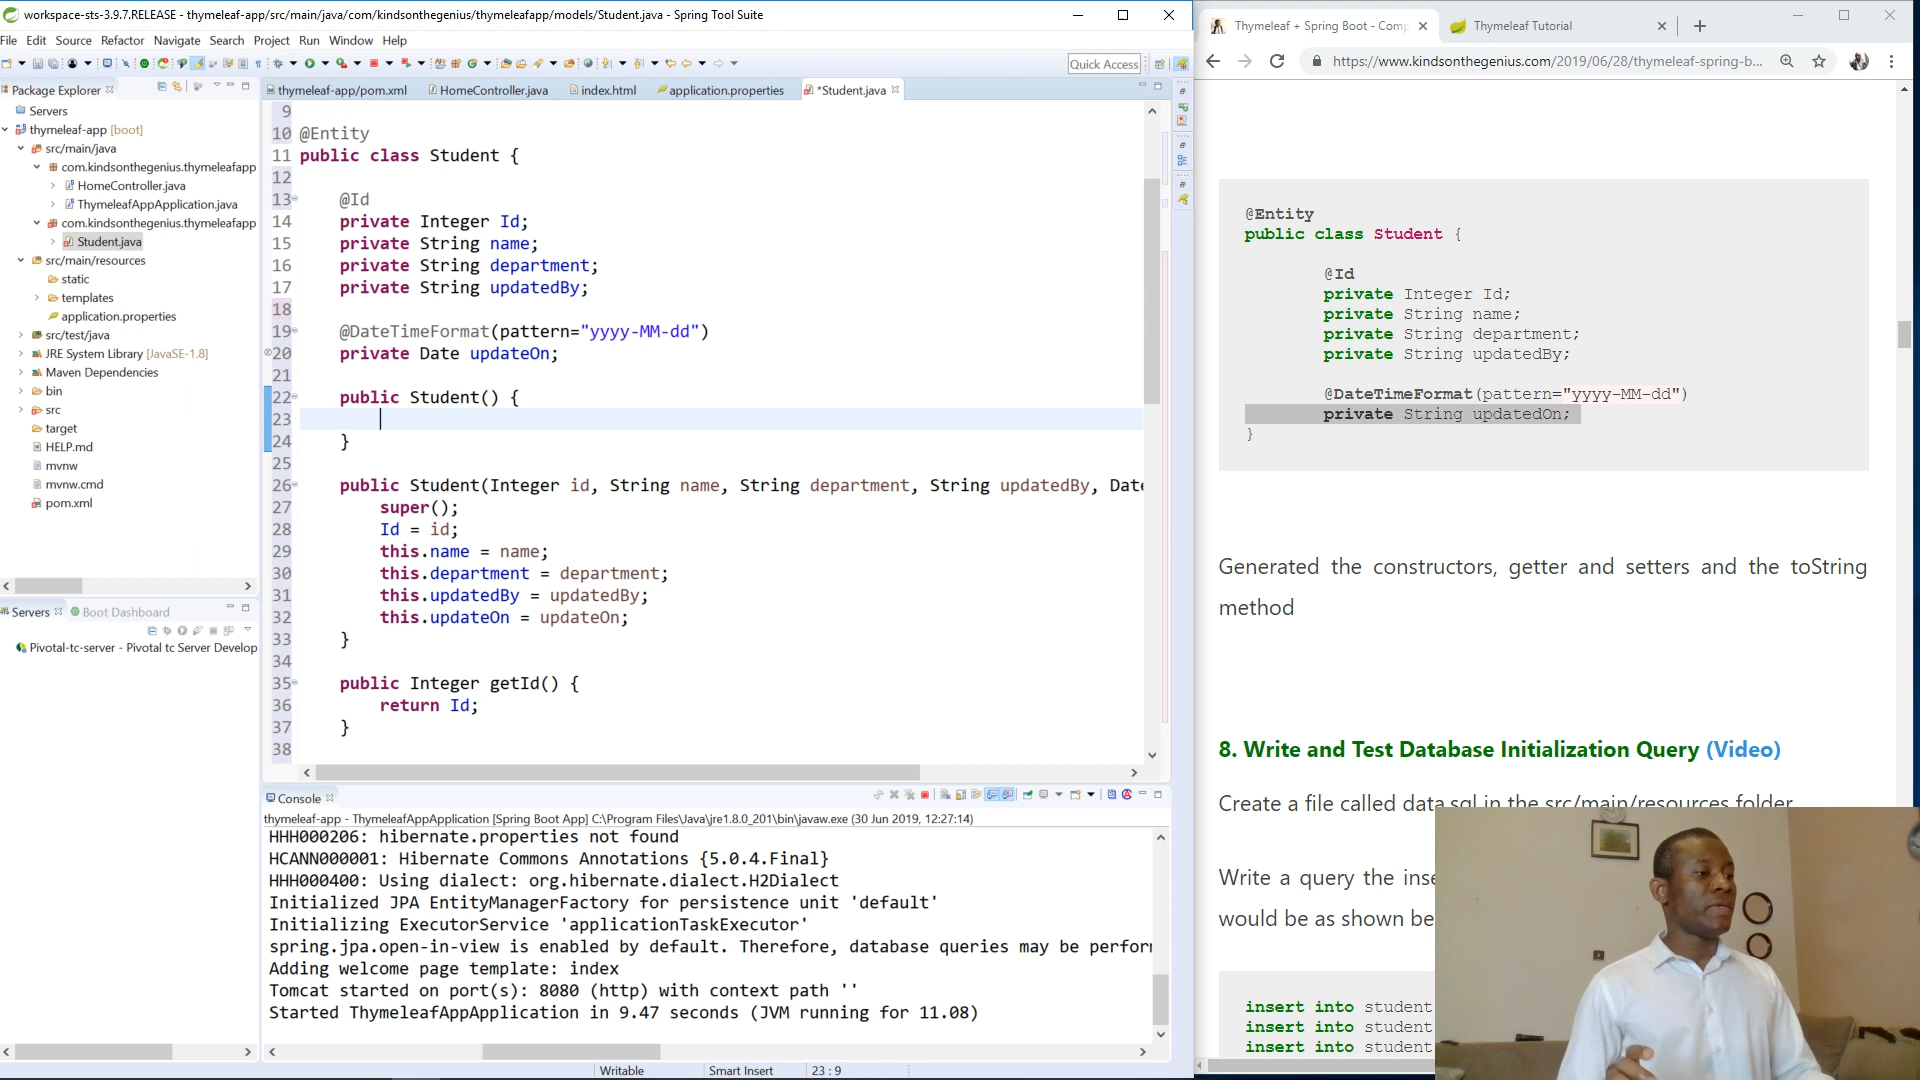 workspace-sts-3.9.7.RELEASE - thymeleaf-app/src/main/java/com/kindsonthegenius/thymeleafapp/models/Student.java - Spring Tool Suite
File Edit Source Refactor Navigate Search Project Run Window Help
Quick Access
Package Explorer
Servers
thymeleaf-app [boot]
src/main/java
com.kindsonthegenius.thymeleafapp
HomeController.java
ThymeleafAppApplication.java
com.kindsonthegenius.thymeleafapp
Student.java
src/main/resources
static
templates
application.properties
src/test/java
JRE System Library [JavaSE-1.8]
Maven Dependencies
bin
src
target
HELP.md
mvnw
mvnw.cmd
pom.xml
Servers Boot Dashboard
Pivotal-tc-server - Pivotal tc Server Develop
thymeleaf-app/pom.xml HomeController.java index.html application.properties *Student.java
9
10 @Entity
11 public class Student {
12
13 @Id
14 private Integer Id;
15 private String name;
16 private String department;
17 private String updatedBy;
18
19 @DateTimeFormat(pattern="yyyy-MM-dd")
20 private Date updateOn;
21
22 public Student() {
23
24 }
25
26 public Student(Integer id, String name, String department, String updatedBy, Date
27 super();
28 Id = id;
29 this.name = name;
30 this.department = department;
31 this.updatedBy = updatedBy;
32 this.updateOn = updateOn;
33 }
34
35 public Integer getId() {
36 return Id;
37 }
38
Console
thymeleaf-app - ThymeleafAppApplication [Spring Boot App] C:\Program Files\Java\jre1.8.0_201\bin\javaw.exe (30 Jun 2019, 12:27:14)
HHH000206: hibernate.properties not found
HCANN000001: Hibernate Commons Annotations {5.0.4.Final}
HHH000400: Using dialect: org.hibernate.dialect.H2Dialect
Initialized JPA EntityManagerFactory for persistence unit 'default'
Initializing ExecutorService 'applicationTaskExecutor'
spring.jpa.open-in-view is enabled by default. Therefore, database queries may be perfor
Adding welcome page template: index
Tomcat started on port(s): 8080 (http) with context path ''
Started ThymeleafAppApplication in 9.47 seconds (JVM running for 11.08)
Writable Smart Insert 23 : 9
Thymeleaf + Spring Boot - Comp Thymeleaf Tutorial
https://www.kindsonthegenius.com/2019/06/28/thymeleaf-spring-b...
@Entity
public class Student {
@Id
private Integer Id;
private String name;
private String department;
private String updatedBy;
@DateTimeFormat(pattern="yyyy-MM-dd")
private String updatedOn;
}
Generated the constructors, getter and setters and the toString
method
8. Write and Test Database Initialization Query (Video)
Create a file called data.sql in the src/main/resources folder
Write a query the inse
would be as shown be
insert into student
insert into student
insert into student